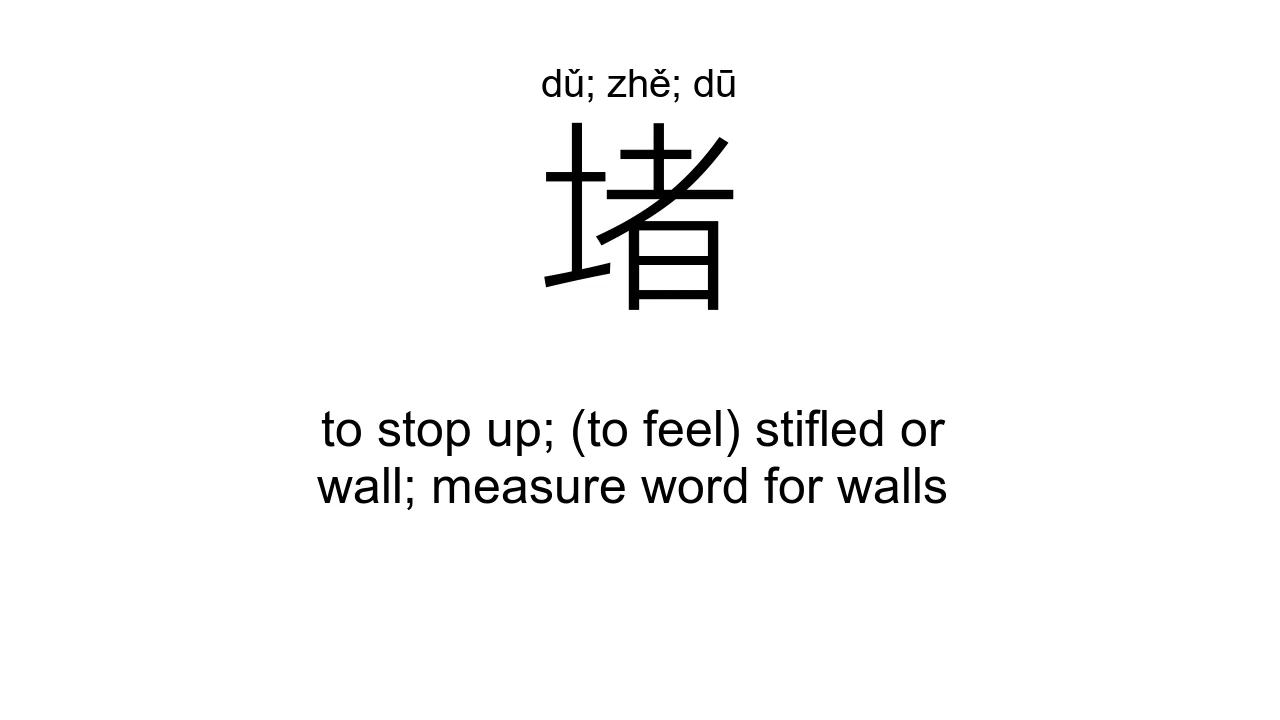 dǔ; zhě; dū
堵
to stop up; (to feel) stifled or
wall; measure word for walls